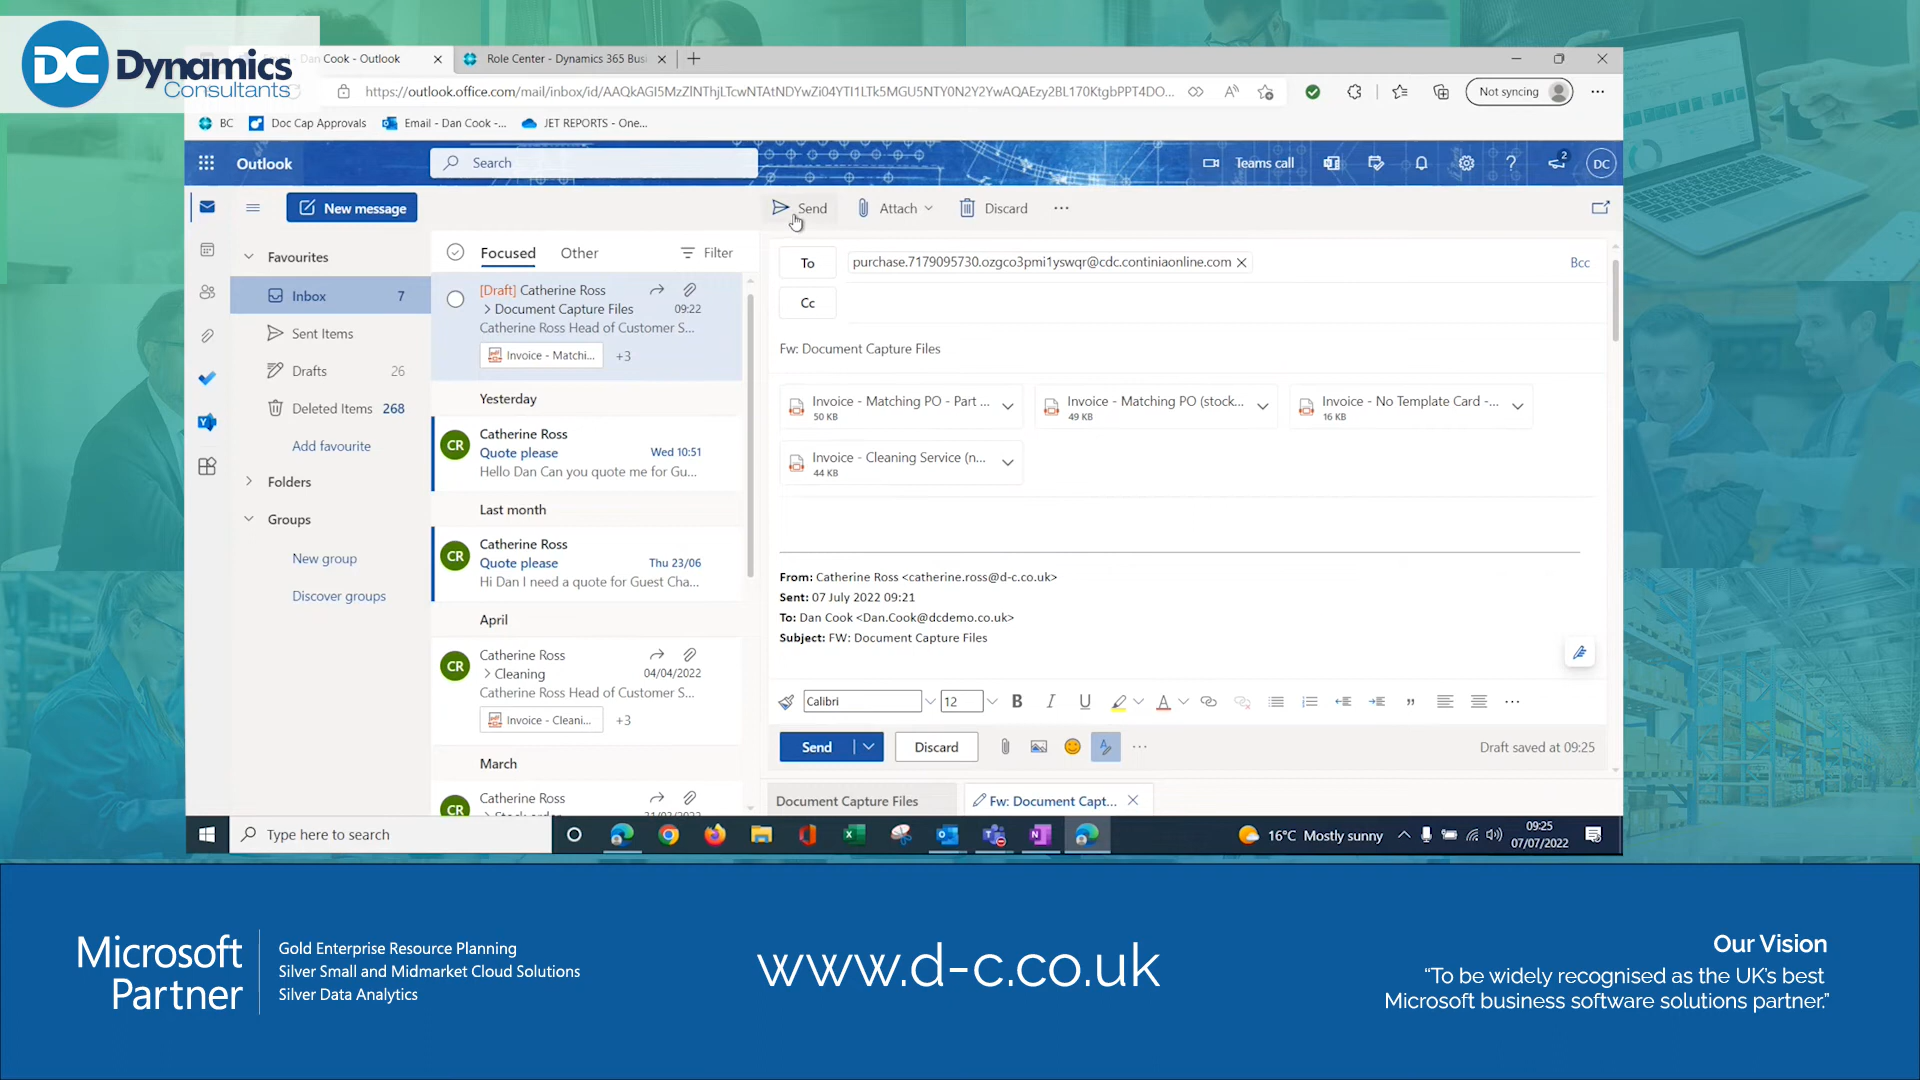 DC Dynamics
Consultants
Dan Cook - Outlook
Role Center - Dynamics 365 Bus
https://outlook.office.com/mail/inbox/id/AAQkAGI5MzZlNThjLTcwNTAtNDYwZi04YTI1LTk5MGU5NTY0N2Y2YwAQAEzy2BL170KtgbPPT4DO...
Not syncing
BC
Doc Cap Approvals
Email - Dan Cook -...
JET REPORTS - One...
Outlook
Search
Teams call
2
DC
New message
Send
Attach
Discard
Favourites
Inbox 7
Sent Items
Drafts 26
Deleted Items 268
Add favourite
Folders
Groups
New group
Discover groups
Focused
Other
Filter
[Draft] Catherine Ross
> Document Capture Files 09:22
Catherine Ross Head of Customer S...
Invoice - Matchi... +3
Yesterday
CR
Catherine Ross
Quote please Wed 10:51
Hello Dan Can you quote me for Gu...
Last month
CR
Catherine Ross
Quote please Thu 23/06
Hi Dan I need a quote for Guest Cha...
April
CR
Catherine Ross
> Cleaning 04/04/2022
Catherine Ross Head of Customer S...
Invoice - Cleani... +3
March
CR
Catherine Ross
To
purchase.7179095730.ozgco3pmi1yswqr@cdc.continiaonline.com
Bcc
Cc
Fw: Document Capture Files
Invoice - Matching PO - Part ...
50 KB
Invoice - Matching PO (stock...
49 KB
Invoice - No Template Card -...
16 KB
Invoice - Cleaning Service (n...
44 KB
From: Catherine Ross <catherine.ross@d-c.co.uk>
Sent: 07 July 2022 09:21
To: Dan Cook <Dan.Cook@dcdemo.co.uk>
Subject: FW: Document Capture Files
Calibri
12
B I U
A
Send
Discard
Draft saved at 09:25
Document Capture Files
Fw: Document Capt...
Type here to search
16°C Mostly sunny
09:25
07/07/2022
Microsoft
Partner
Gold Enterprise Resource Planning
Silver Small and Midmarket Cloud Solutions
Silver Data Analytics
www.d-c.co.uk
Our Vision
“To be widely recognised as the UK's best
Microsoft business software solutions partner.”